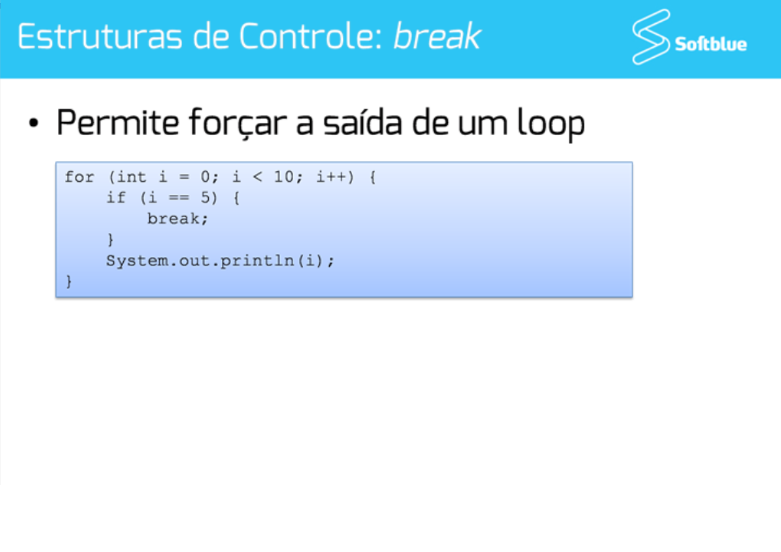 Estruturas de Controle: break
Softblue
• Permite forçar a saída de um loop
for (int i = 0; i < 10; i++) {
    if (i == 5) {
        break;
    }
    System.out.println(i);
}